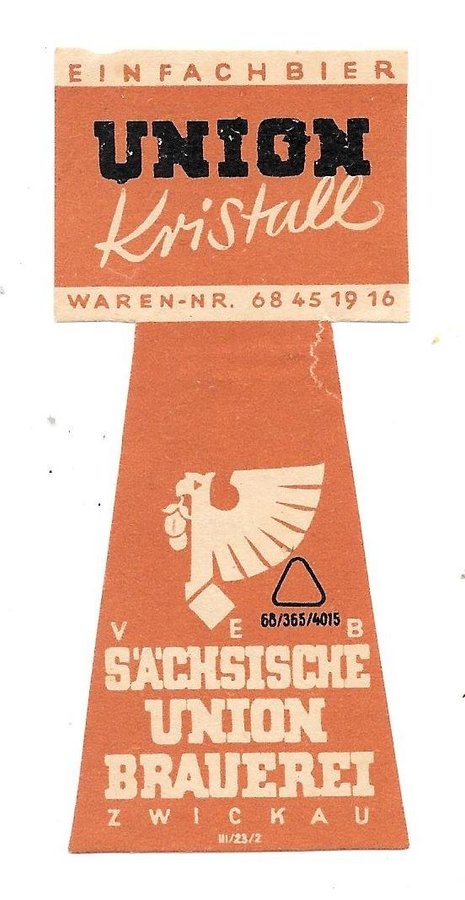 EINFACHBIER
UNION
Kristall
WAREN-NR. 68 45 19 16
68/365/4015
V E B
SÄCHSISCHE
UNION
BRAUEREI
ZWICKAU
III/23/2